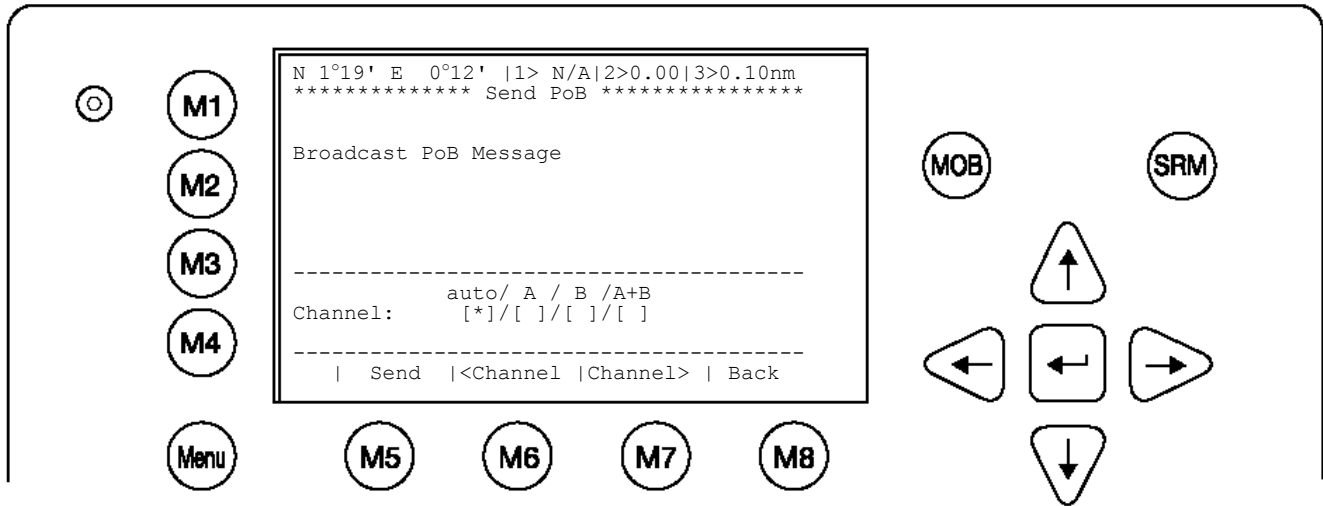 N 1°19' E  0°12' |1> N/A|2>0.00|3>0.10nm
************** Send PoB ****************
Broadcast PoB Message
----------------------------------------
auto/ A / B /A+B
Channel:     [*]/[ ]/[ ]/[ ]
----------------------------------------
|  Send  |<Channel |Channel> | Back
M1
M2
M3
M4
Menu
M5
M6
M7
M8
MOB
SRM